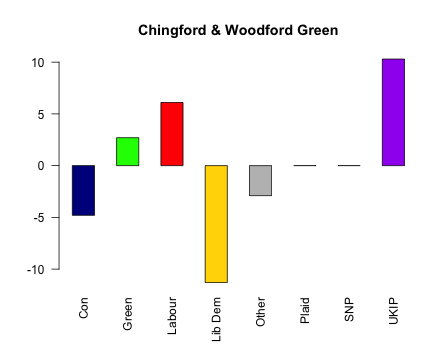 Chingford & Woodford Green
10
5
0
-5
-10
Con
Green
Labour
Lib Dem
Other
Plaid
SNP
UKIP